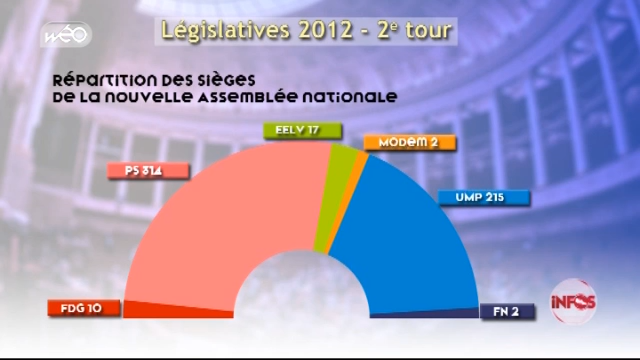 wéo
Législatives 2012 - 2e tour
Répartition des sièges
de la nouvelle Assemblée nationale
EELV 17
MODEM 2
PS 314
UMP 215
FDG 10
FN 2
INFOS